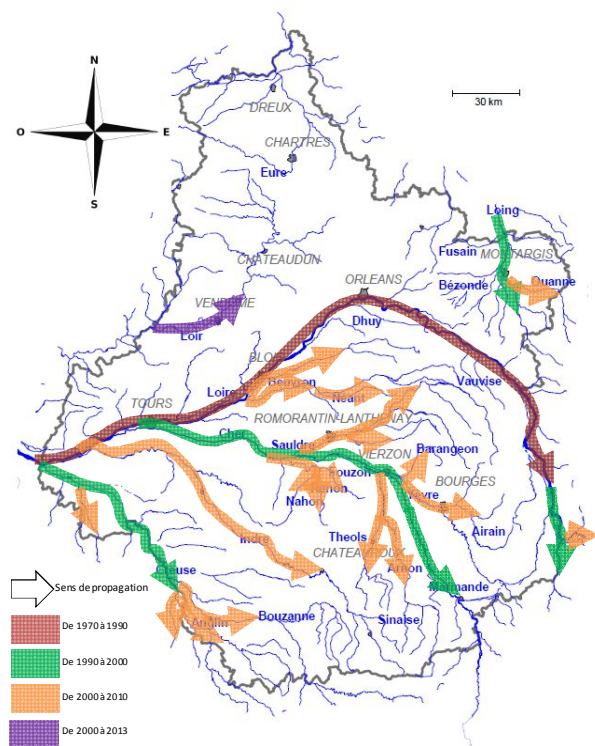 N
30 km
DREUX
O
E
CHARTRES
Eure
S
Loing
Fusain
MONTARGIS
CHATEAUDUN
ORLEANS
Bézonde
Ouanne
VENDOME
Loir
Dhuy
BLOIS
Vauvise
Loire
Beuvron
Néant
TOURS
ROMORANTIN-LANTHENAY
Cher
Sauldre
VIERZON
Barangeon
Fouzon
BOURGES
Nahon
Yèvre
Airain
Theols
Indre
CHATEAUROUX
Creuse
Arnon
Marmande
Sens de propagation
Anglin
Bouzanne
Sinaise
De 1970 à 1990
De 1990 à 2000
De 2000 à 2010
De 2000 à 2013